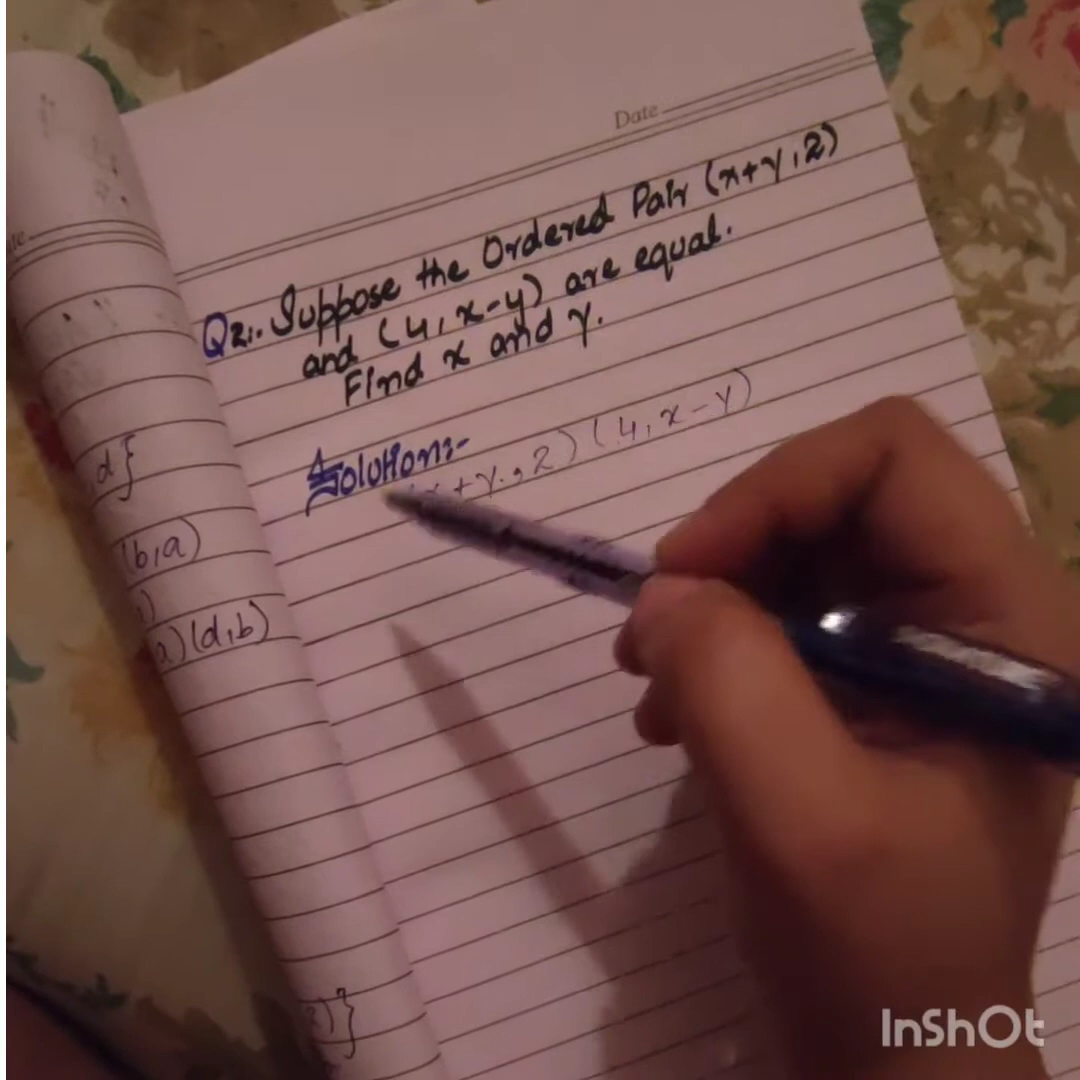 Date
Q2:. Suppose the Ordered Pair (x+y,2)
and (4, x-y) are equal.
Find x and y.
Solution:-
(x+y, 2) (4, x-y)
d}
(b,a)
)
a)(d,b)
)}
InShOt